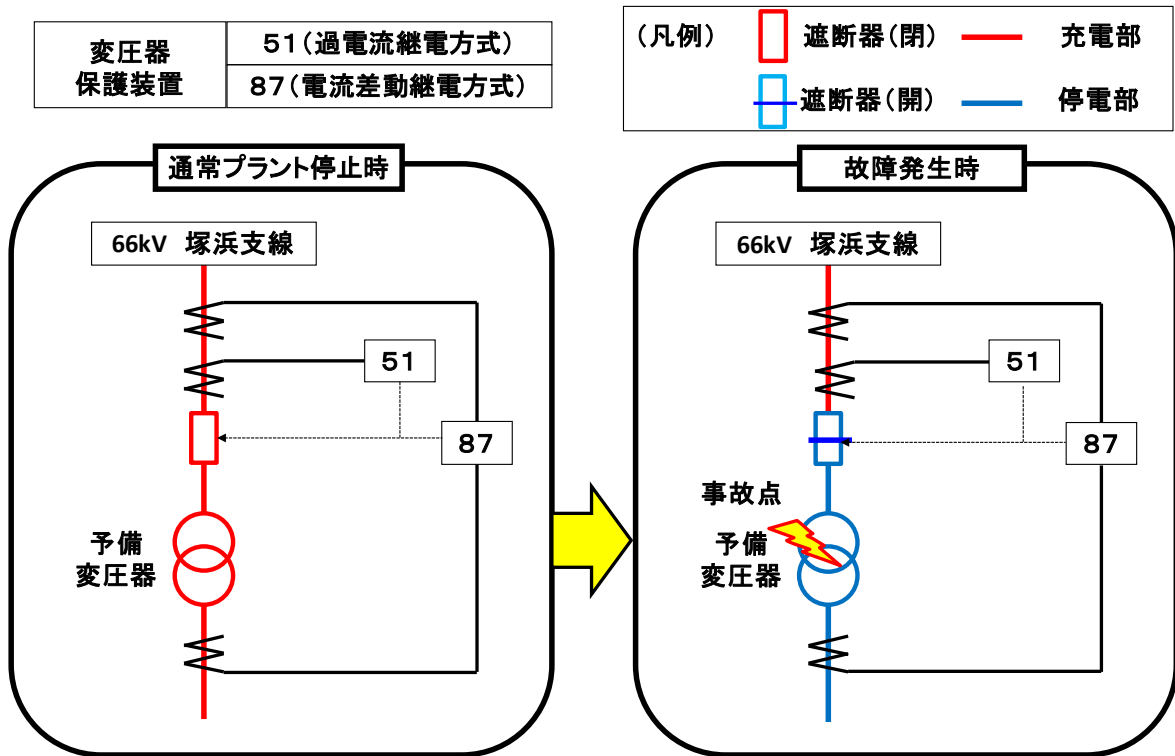 変圧器
保護装置
51(過電流継電方式)
87(電流差動継電方式)
(凡例)
遮断器(閉)
充電部
遮断器(開)
停電部
通常プラント停止時
66kV 塚浜支線
51
87
予備
変圧器
故障発生時
66kV 塚浜支線
51
87
事故点
予備
変圧器